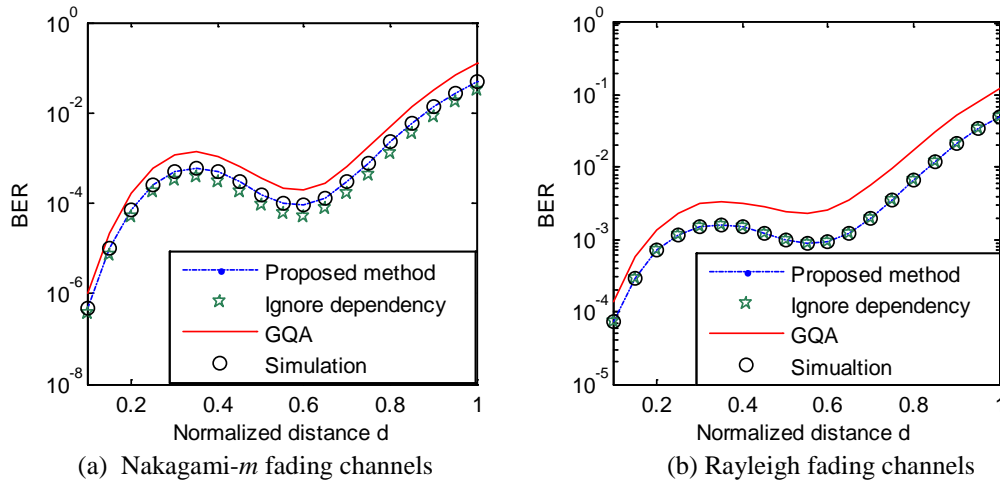 10^0
10^-2
10^-4
10^-6
10^-8
BER
Proposed method
Ignore dependency
GQA
Simulation
0.2 0.4 0.6 0.8 1
Normalized distance d
(a) Nakagami-m fading channels
10^0
10^-1
10^-2
10^-3
10^-4
10^-5
BER
Proposed method
Ignore dependency
GQA
Simualtion
0.2 0.4 0.6 0.8 1
Normalized distance d
(b) Rayleigh fading channels